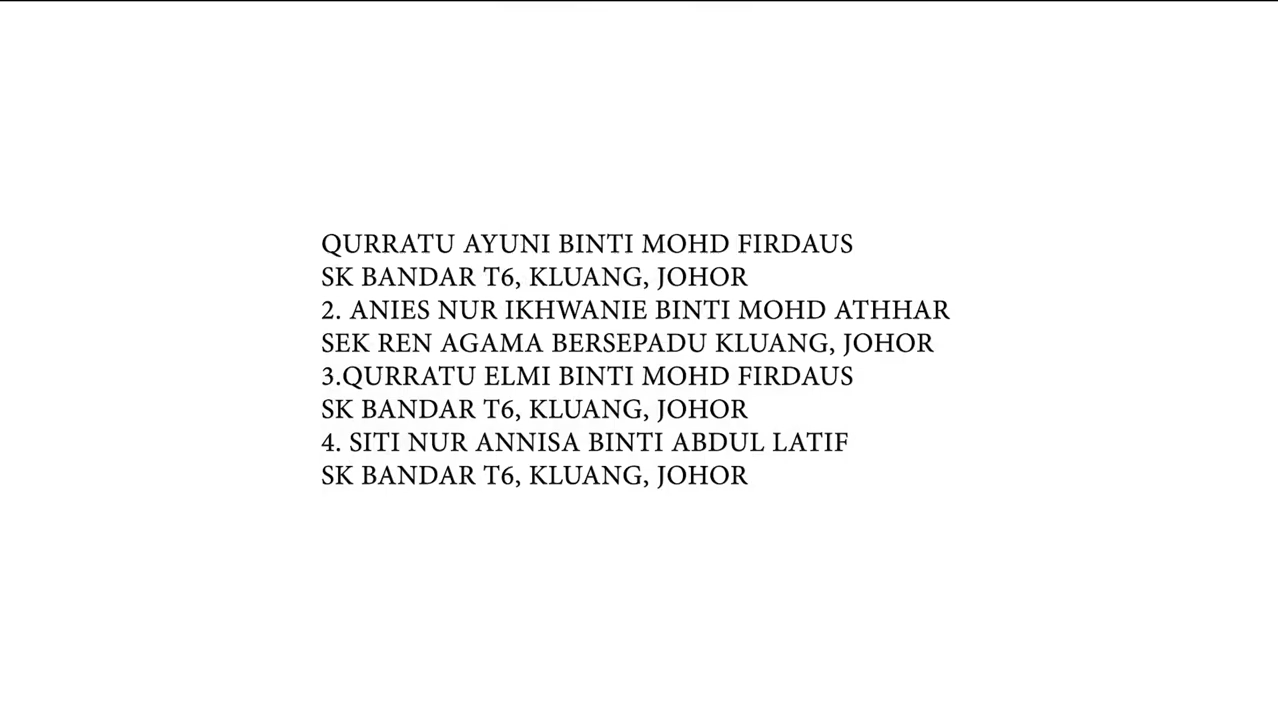 QURRATU AYUNI BINTI MOHD FIRDAUS
SK BANDAR T6, KLUANG, JOHOR
2. ANIES NUR IKHWANIE BINTI MOHD ATHHAR
SEK REN AGAMA BERSEPADU KLUANG, JOHOR
3.QURRATU ELMI BINTI MOHD FIRDAUS
SK BANDAR T6, KLUANG, JOHOR
4. SITI NUR ANNISA BINTI ABDUL LATIF
SK BANDAR T6, KLUANG, JOHOR